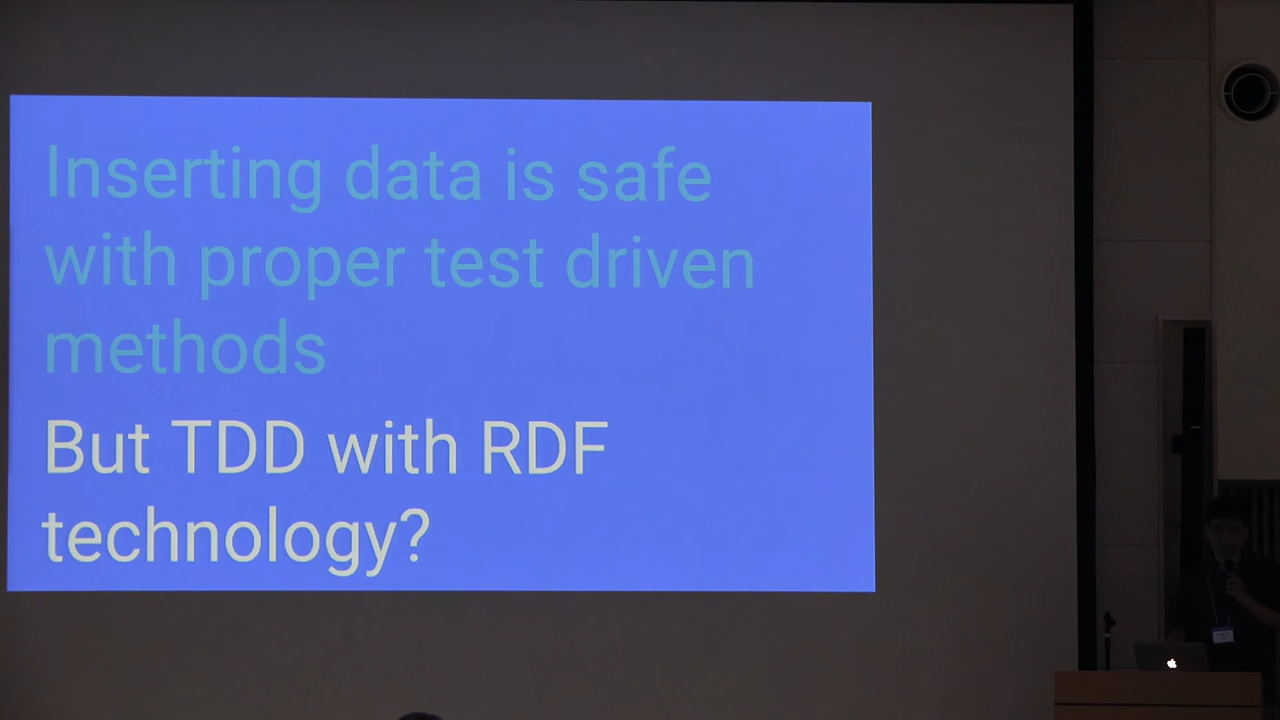 Inserting data is safe
with proper test driven
methods
But TDD with RDF
technology?